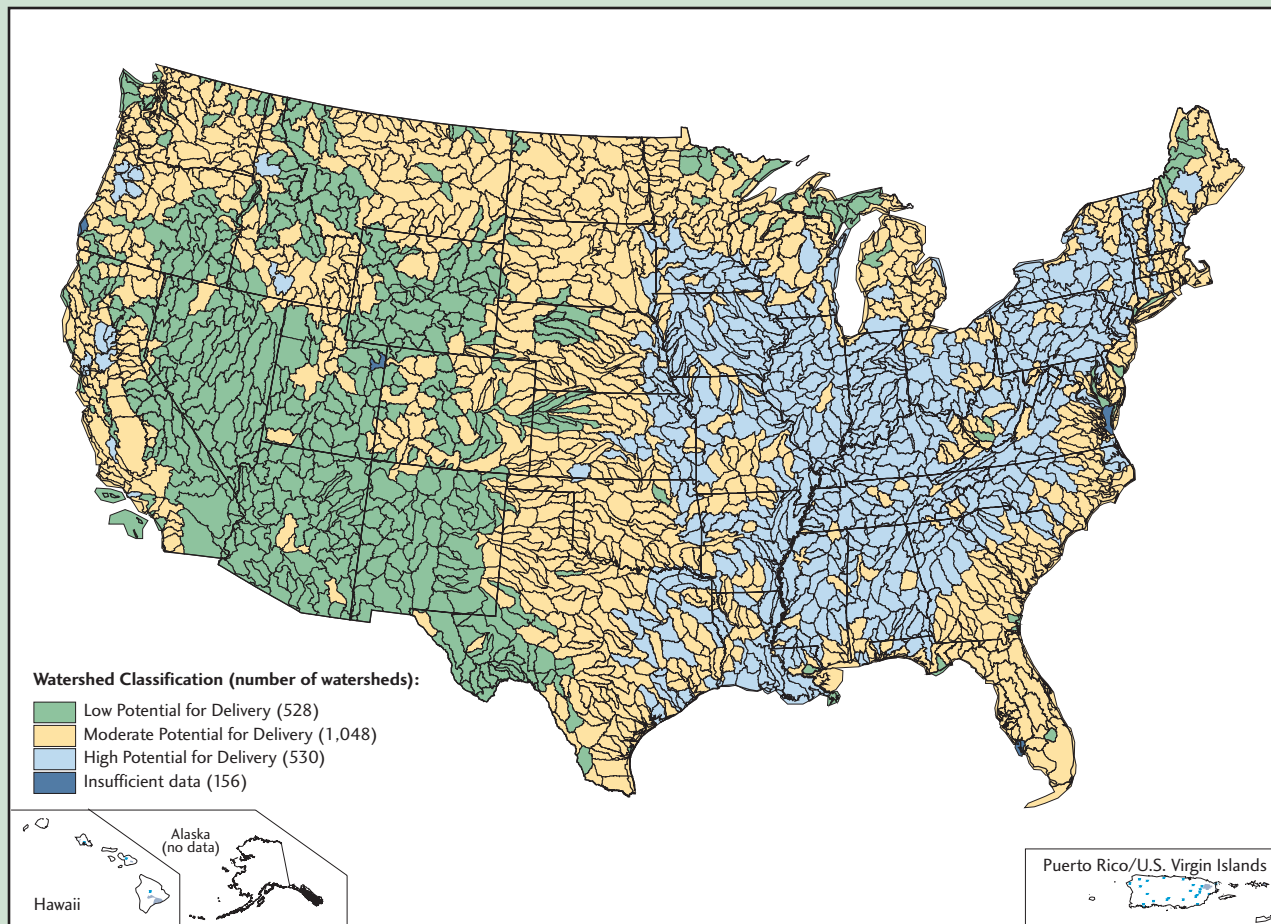 Watershed Classification (number of watersheds):
Low Potential for Delivery (528)
Moderate Potential for Delivery (1,048)
High Potential for Delivery (530)
Insufficient data (156)
Alaska
(no data)
Hawaii
Puerto Rico/U.S. Virgin Islands